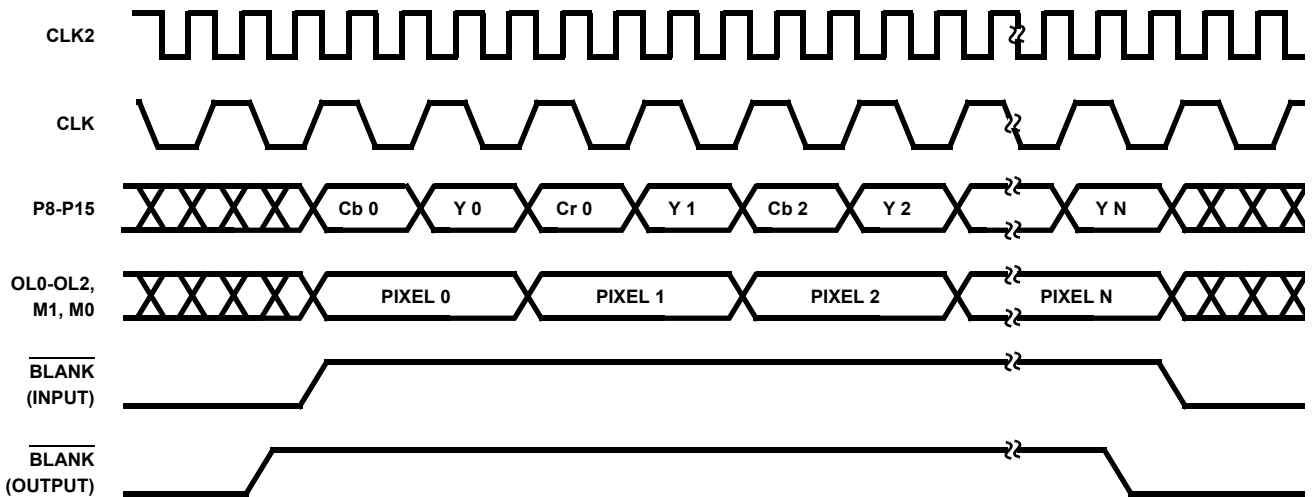 CLK2
CLK
P8-P15
Cb 0 Y 0 Cr 0 Y 1 Cb 2 Y 2 Y N
OL0-OL2,
M1, M0
PIXEL 0 PIXEL 1 PIXEL 2 PIXEL N
BLANK
(INPUT)
BLANK
(OUTPUT)